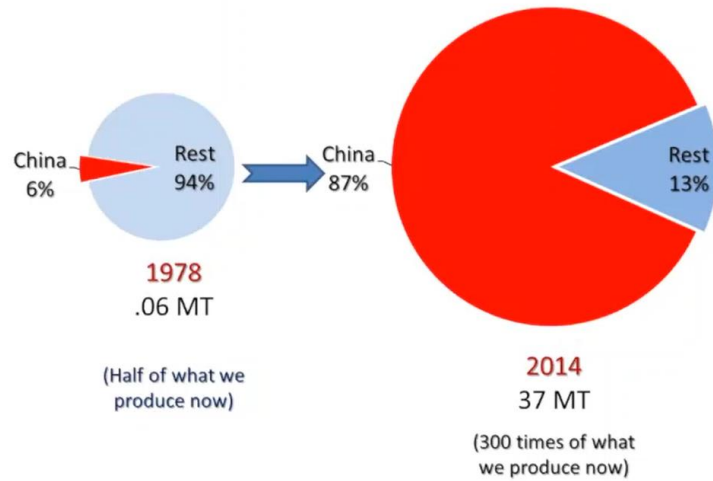 China
6%
Rest
94%
1978
.06 MT
(Half of what we
produce now)
China
87%
Rest
13%
2014
37 MT
(300 times of what
we produce now)